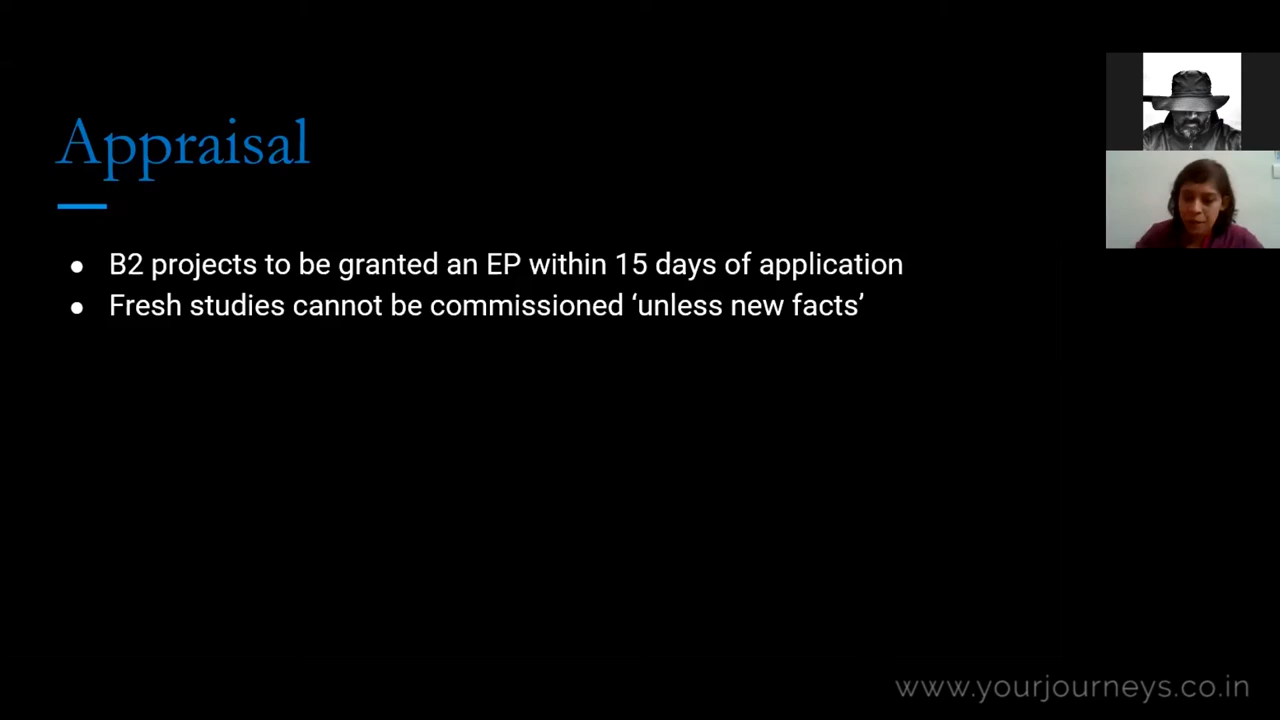 Appraisal
● B2 projects to be granted an EP within 15 days of application
● Fresh studies cannot be commissioned ‘unless new facts’
www.yourjourneys.co.in